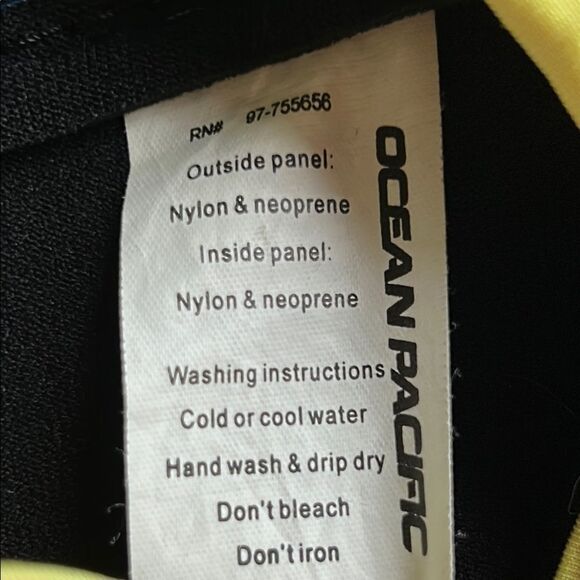 RN# 97-755656
Outside panel:
Nylon & neoprene
Inside panel:
Nylon & neoprene
Washing instructions
Cold or cool water
Hand wash & drip dry
Don't bleach
Don't iron
OCEAN PACIFIC